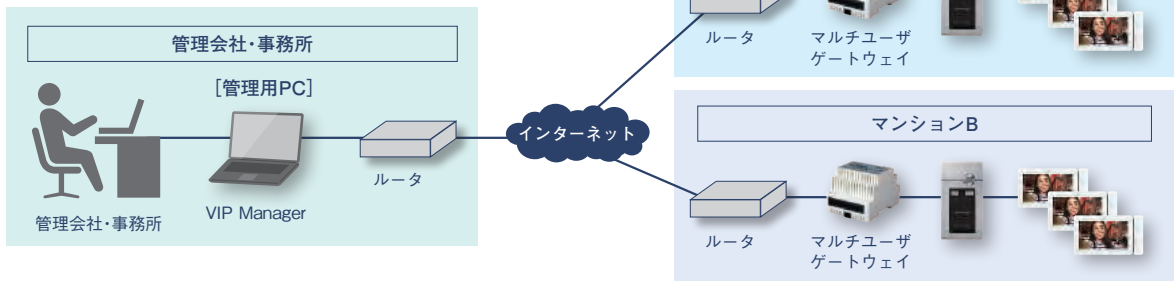 管理会社・事務所
[管理用PC]
管理会社・事務所
VIP Manager
ルータ
インターネット
ルータ
マルチユーザ
ゲートウェイ
マンションB
ルータ
マルチユーザ
ゲートウェイ